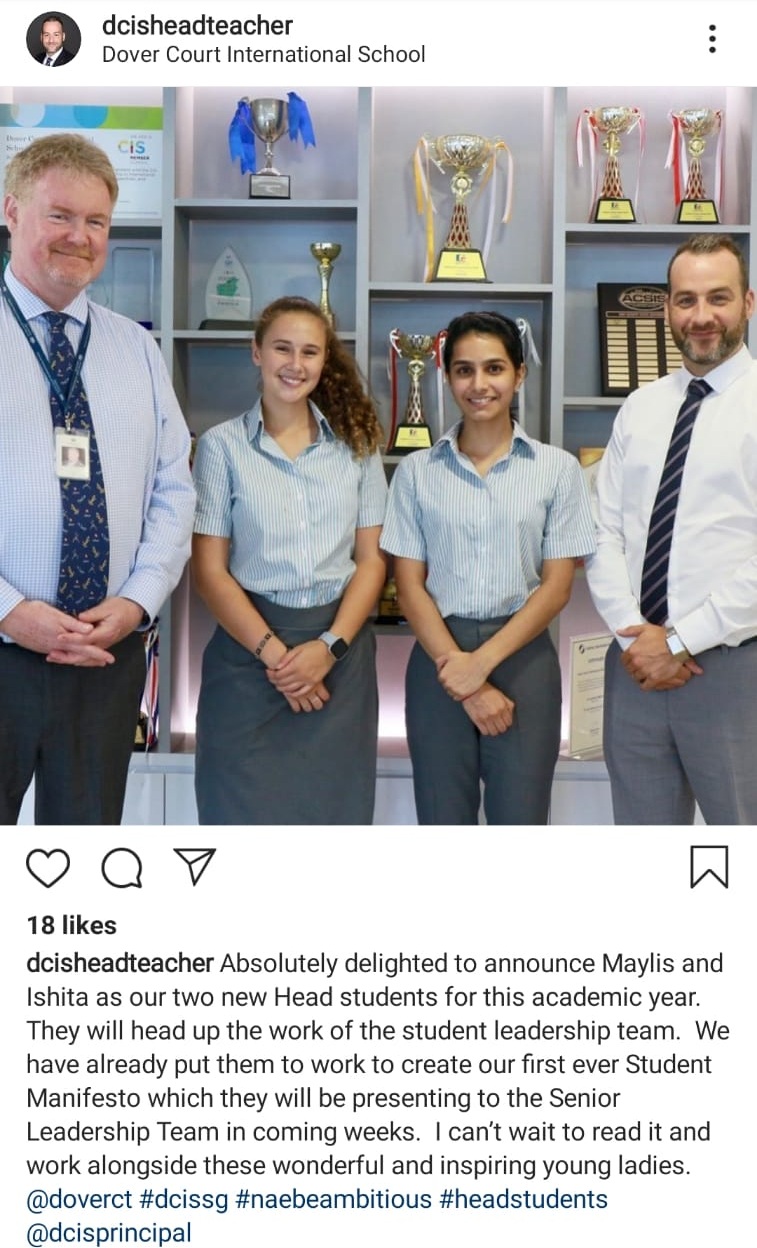 dcisheadteacher
Dover Court International School
CIS
MEMBER
ACSIS
18 likes
dcisheadteacher Absolutely delighted to announce Maylis and
Ishita as our two new Head students for this academic year.
They will head up the work of the student leadership team. We
have already put them to work to create our first ever Student
Manifesto which they will be presenting to the Senior
Leadership Team in coming weeks. I can’t wait to read it and
work alongside these wonderful and inspiring young ladies.
@doverct #dcissg #naebeambitious #headstudents
@dcisprincipal